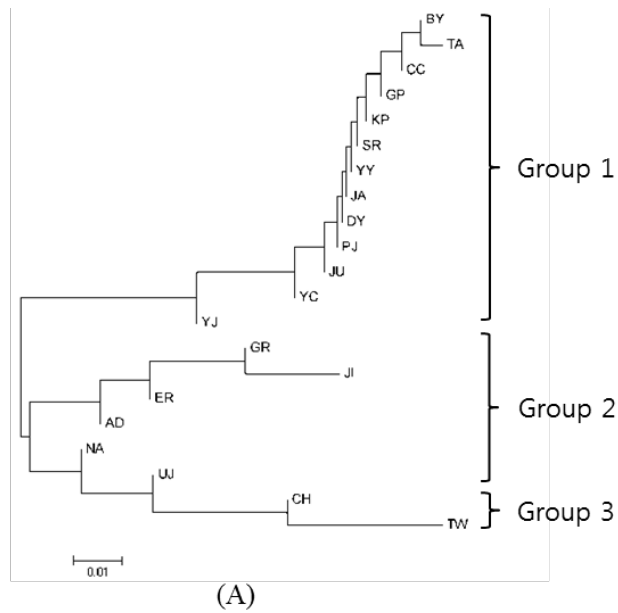 BY
TA
CC
GP
KP
SR
YY
JA
DY
PJ
JU
YC
YJ
Group 1
GR
JI
ER
AD
Group 2
NA
UJ
CH
TW
Group 3
0.01
(A)